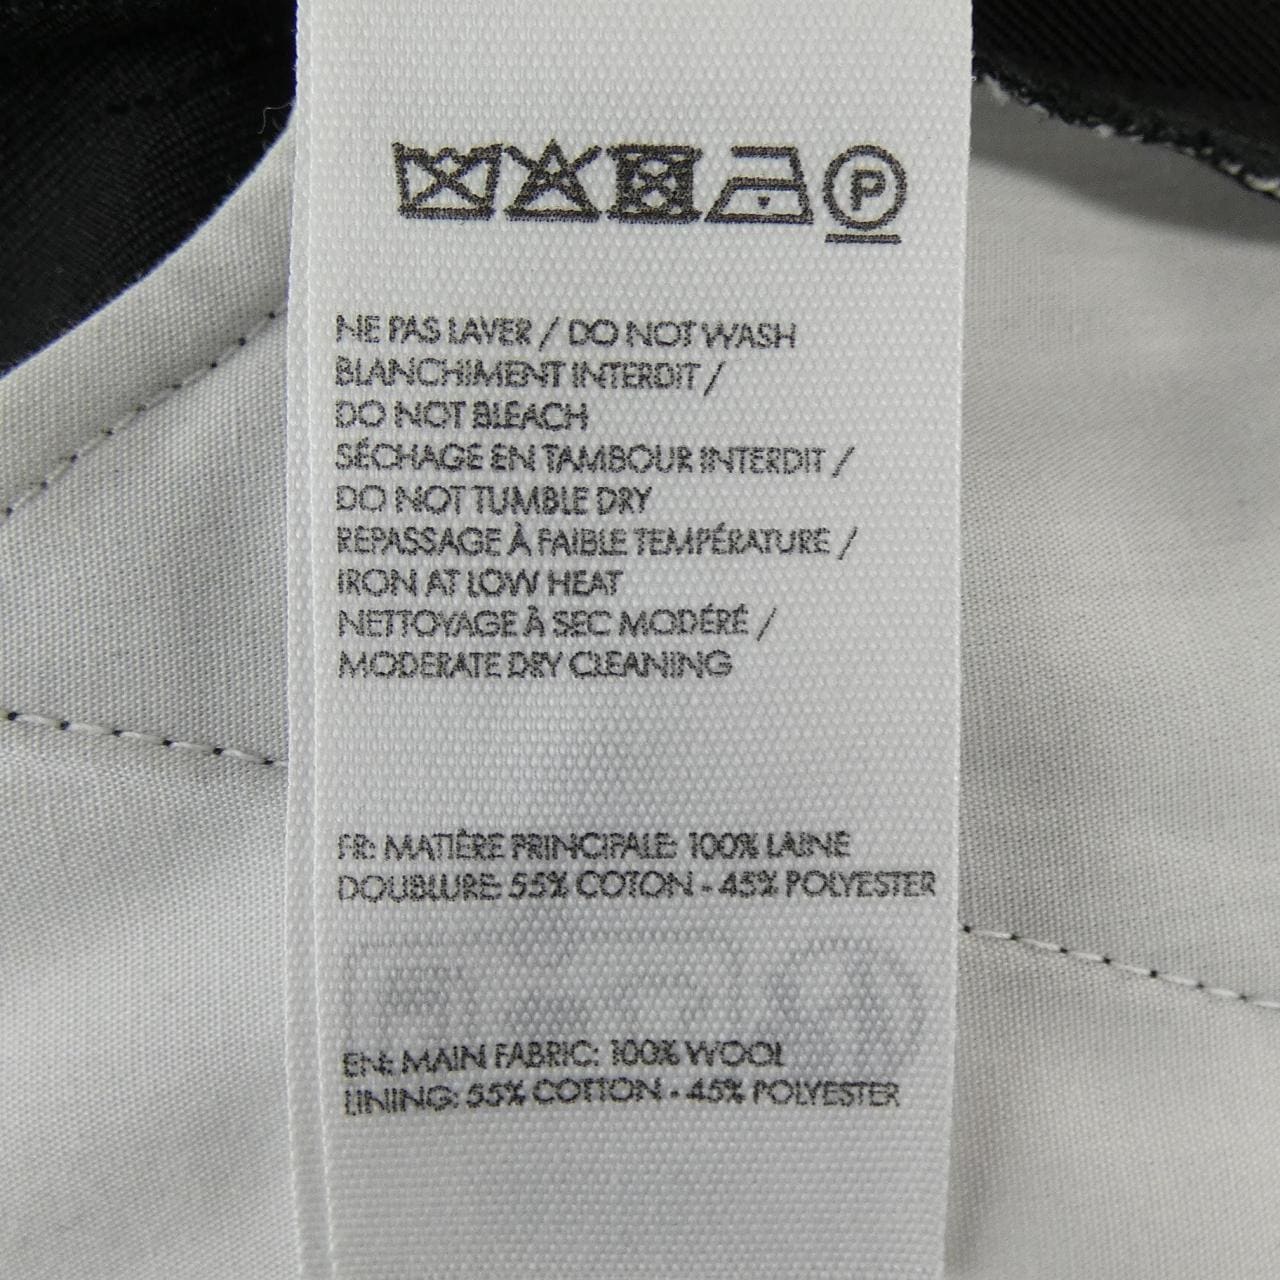 P
NE PAS LAVER / DO NOT WASH
BLANCHIMENT INTERDIT /
DO NOT BLEACH
SÉCHAGE EN TAMBOUR INTERDIT /
DO NOT TUMBLE DRY
REPASSAGE À FAIBLE TEMPÉRATURE /
IRON AT LOW HEAT
NETTOYAGE À SEC MODÉRÉ /
MODERATE DRY CLEANING
FR: MATIÈRE PRINCIPALE: 100% LAINE
DOUBLURE: 55% COTON - 45% POLYESTER
EN: MAIN FABRIC: 100% WOOL
LINING: 55% COTTON - 45% POLYESTER